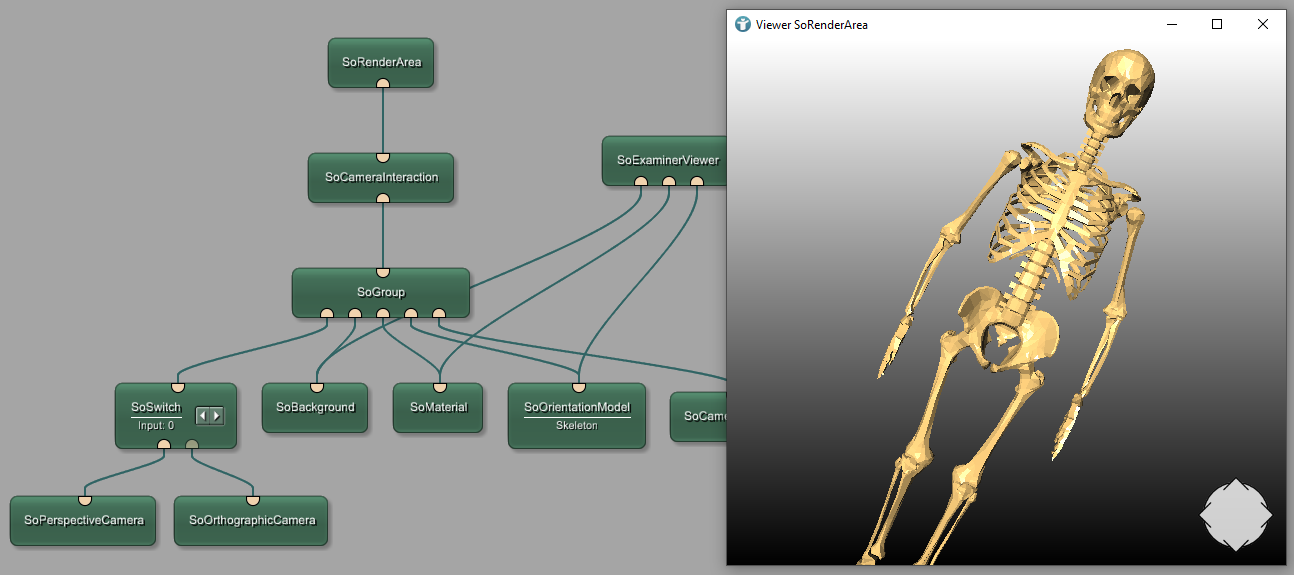 Viewer SoRenderArea
SoRenderArea
SoExaminerViewer
SoCameraInteraction
SoGroup
SoSwitch
Input: 0
SoBackground
SoMaterial
SoOrientationModel
Skeleton
SoCame
SoPerspectiveCamera
SoOrthographicCamera